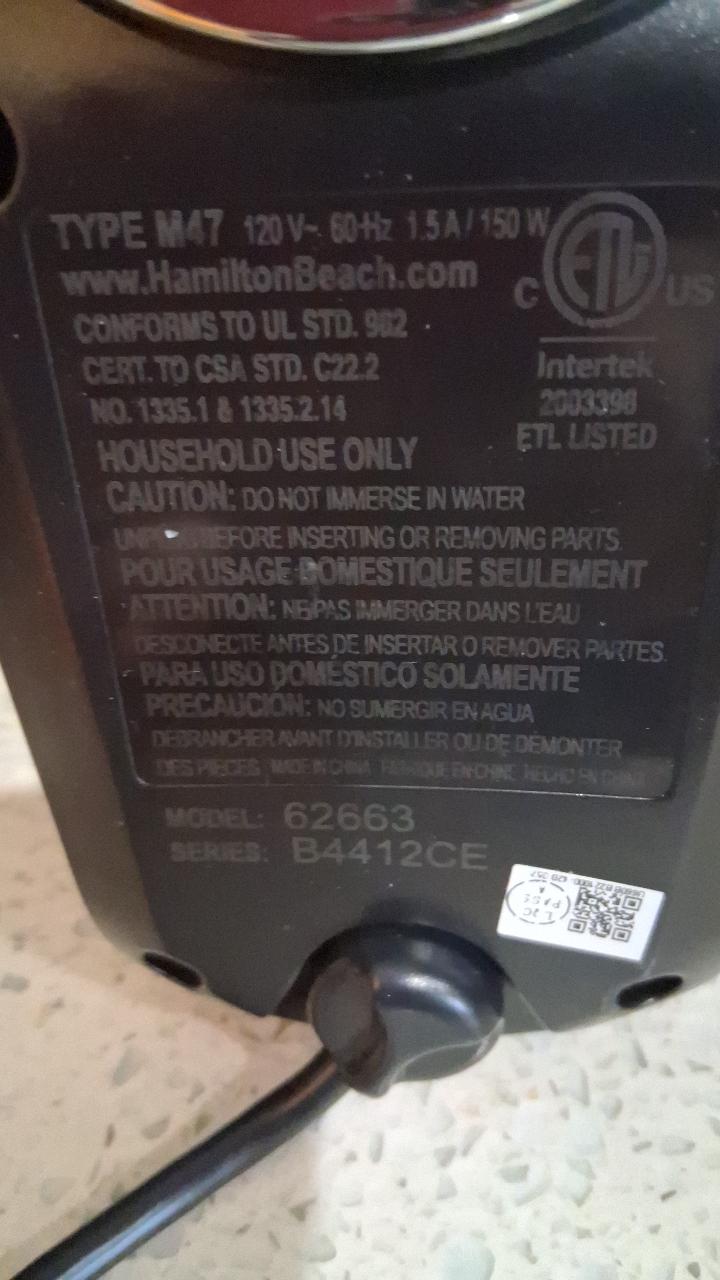 TYPE M47 120 V~. 60 Hz 1.5 A / 150 W
www.HamiltonBeach.com
CONFORMS TO UL STD. 982
CERT. TO CSA STD. C22.2
NO. 1335.1 & 1335.2.14
C ETL US
Intertek
2003398
ETL LISTED
HOUSEHOLD USE ONLY
CAUTION: DO NOT IMMERSE IN WATER
BEFORE INSERTING OR REMOVING PARTS.
POUR USAGE DOMESTIQUE SEULEMENT
ATTENTION: NE PAS IMMERGER DANS L'EAU
DESCONECTE ANTES DE INSERTAR O REMOVER PARTES.
PARA USO DOMÉSTICO SOLAMENTE
PRECAUCIÓN: NO SUMERGIR EN AGUA
DEBRANCHER AVANT D'INSTALLER OU DE DÉMONTER
DES PIECES. MADE IN CHINA. FABRIQUE EN CHINE. HECHO EN CHINA
MODEL: 62663
SERIES: B4412CE
PASS